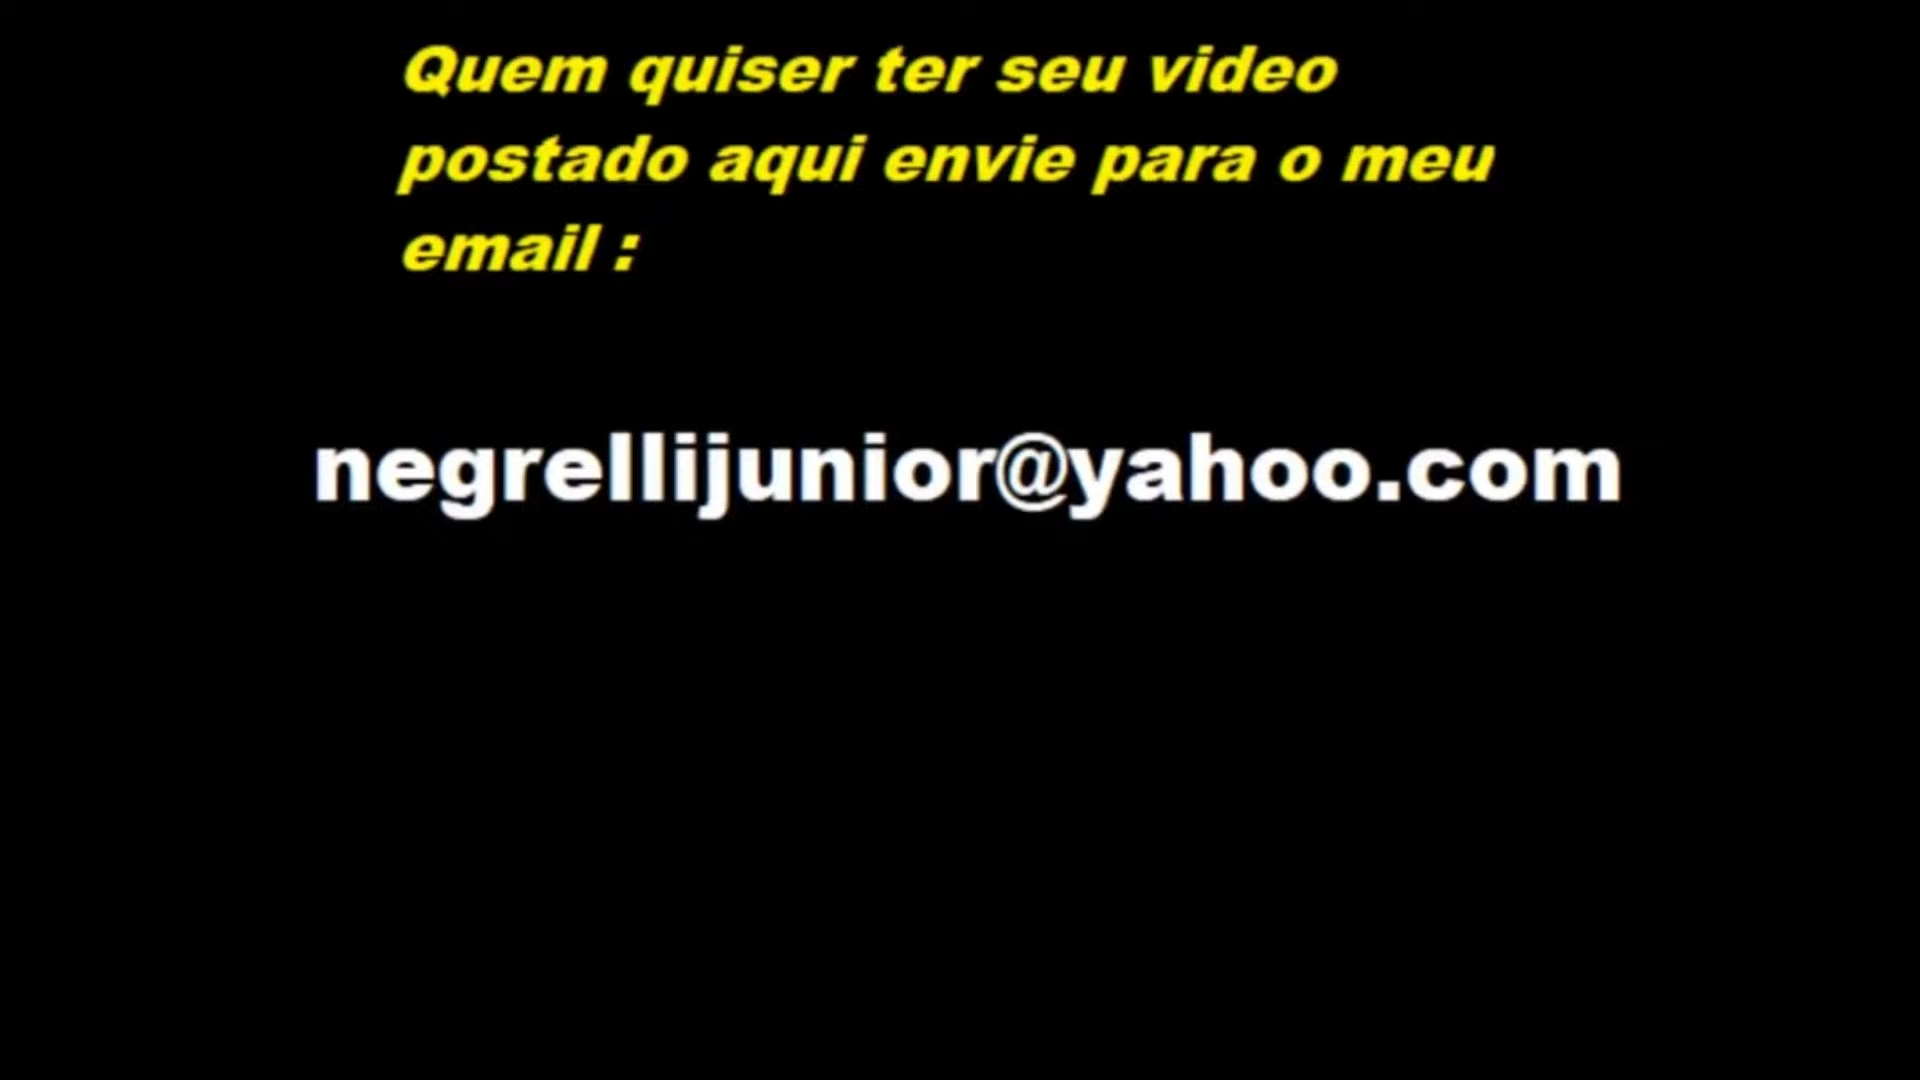 Quem quiser ter seu video
postado aqui envie para o meu
email :
negrellijunior@yahoo.com